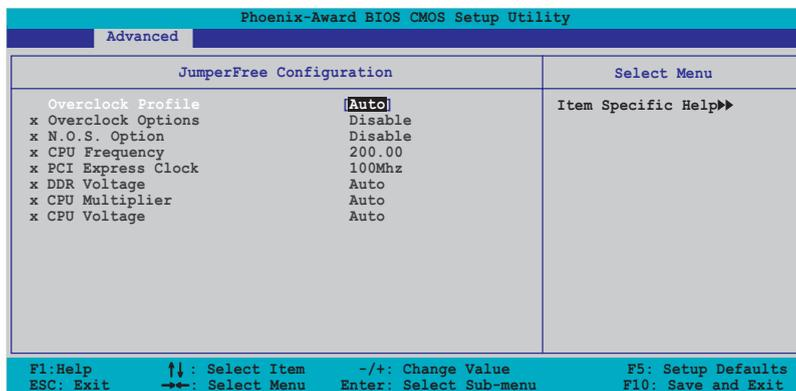 Phoenix-Award BIOS CMOS Setup Utility
Advanced
JumperFree Configuration
Select Menu
Overclock Profile [Auto]
x Overclock Options Disable
x N.O.S. Option Disable
x CPU Frequency 200.00
x PCI Express Clock 100Mhz
x DDR Voltage Auto
x CPU Multiplier Auto
x CPU Voltage Auto
Item Specific Help▶▶
F1:Help ↑↓ : Select Item -/+: Change Value F5: Setup Defaults
ESC: Exit →←: Select Menu Enter: Select Sub-menu F10: Save and Exit